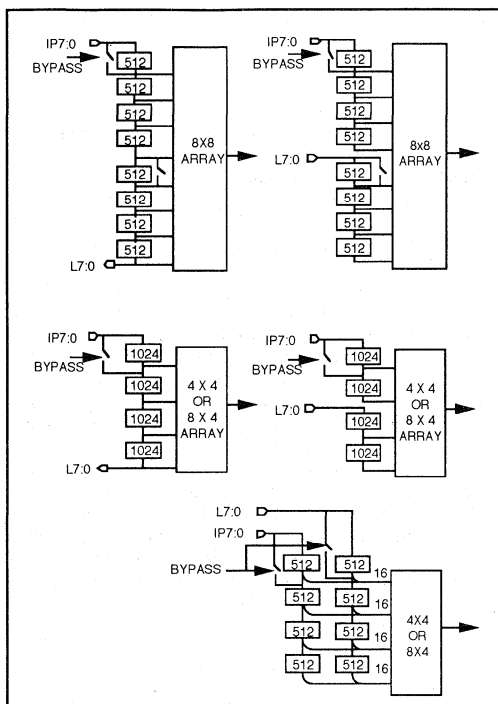 IP7:0
BYPASS
512
512
512
512
512
512
512
512
8X8
ARRAY
L7:0
IP7:0
BYPASS
512
512
512
512
L7:0
512
512
512
512
8x8
ARRAY
IP7:0
BYPASS
1024
1024
1024
1024
4 X 4
OR
8 X 4
ARRAY
L7:0
IP7:0
BYPASS
1024
1024
L7:0
1024
1024
4 X 4
OR
8 X 4
ARRAY
L7:0
IP7:0
BYPASS
512 512 16
512 512 16
512 512 16
512 512 16
4X4
OR
8X4